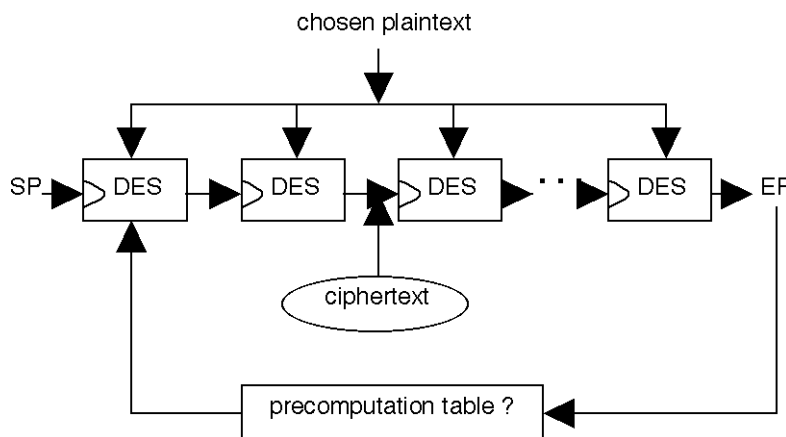 chosen plaintext
SP DES DES DES ... DES EP
ciphertext
precomputation table ?